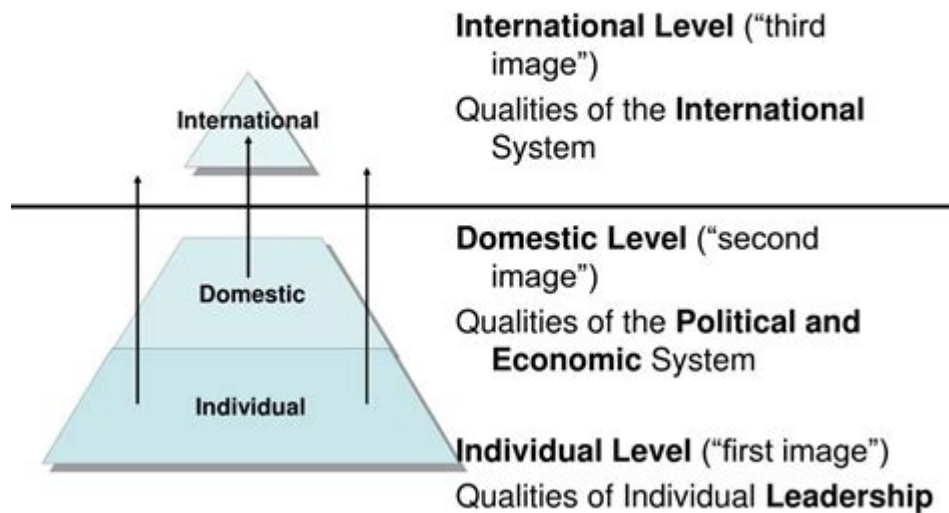 International
Domestic
Individual
International Level (“third
image”)
Qualities of the International
System
Domestic Level (“second
image”)
Qualities of the Political and
Economic System
Individual Level (“first image”)
Qualities of Individual Leadership